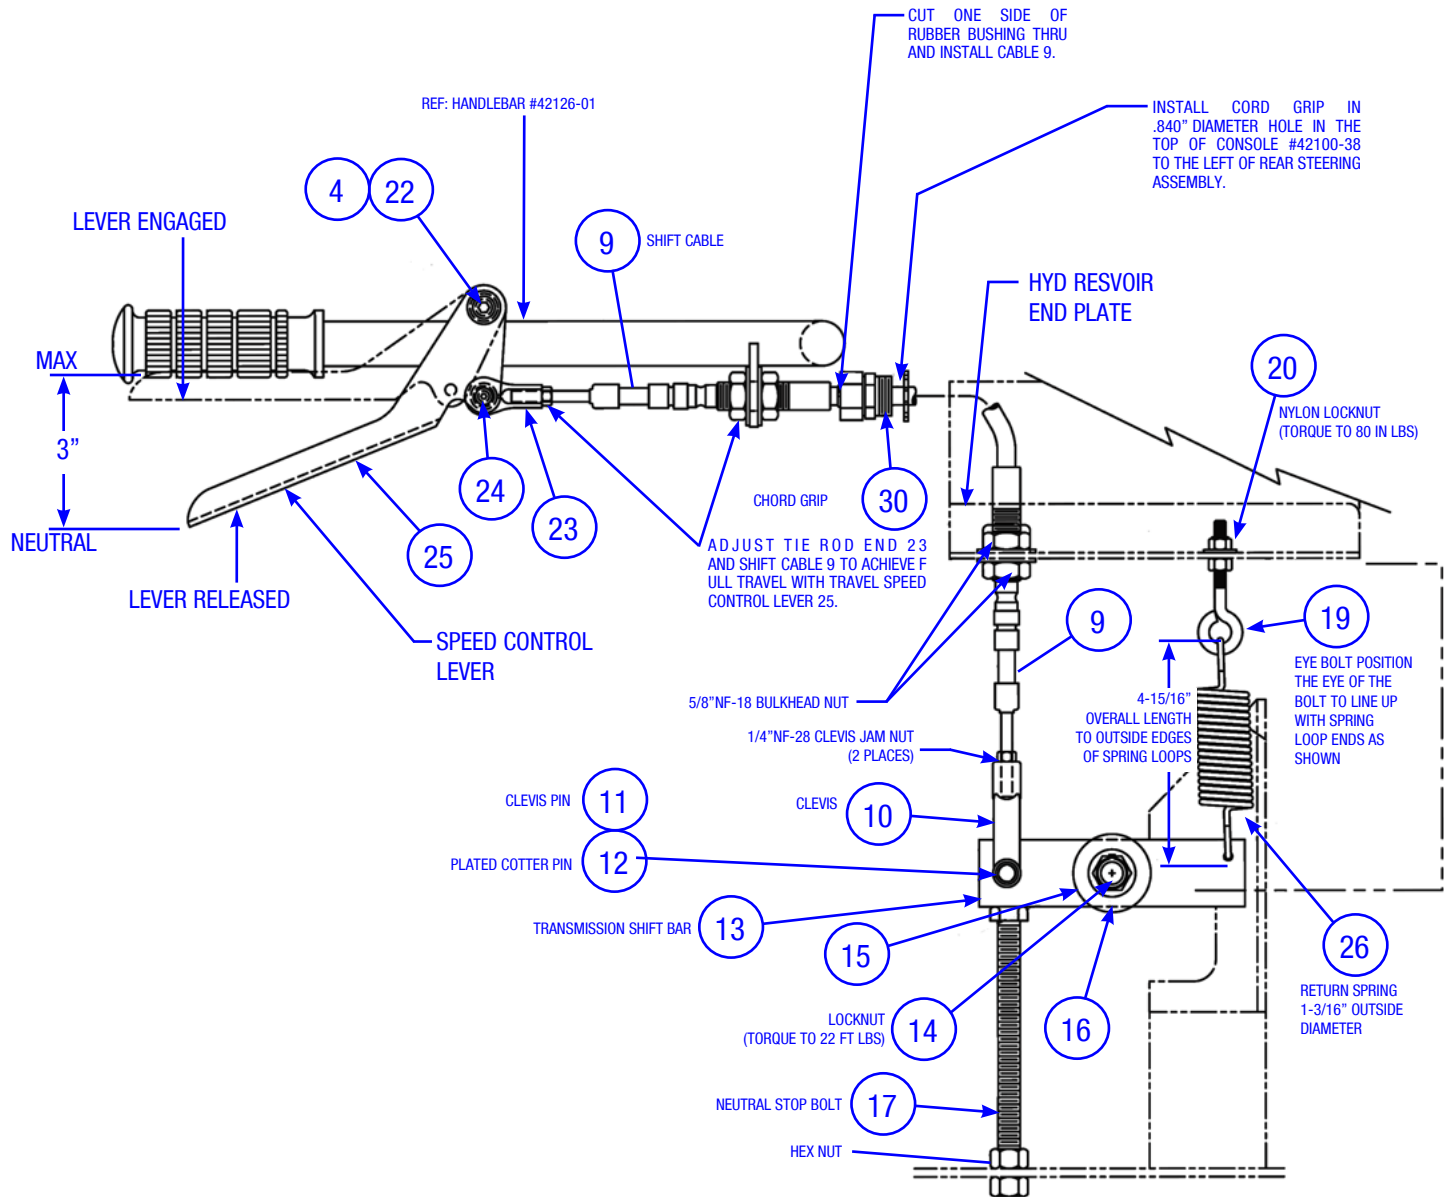 CUT ONE SIDE OF
RUBBER BUSHING THRU
AND INSTALL CABLE 9.
REF: HANDLEBAR #42126-01
INSTALL CORD GRIP IN
.840” DIAMETER HOLE IN THE
TOP OF CONSOLE #42100-38
TO THE LEFT OF REAR STEERING
ASSEMBLY.
4
22
LEVER ENGAGED
9
SHIFT CABLE
HYD RESVOIR
END PLATE
MAX
3”
NEUTRAL
20
NYLON LOCKNUT
(TORQUE TO 80 IN LBS)
24
23
25
CHORD GRIP
30
LEVER RELEASED
ADJUST TIE ROD END 23
AND SHIFT CABLE 9 TO ACHIEVE F
ULL TRAVEL WITH TRAVEL SPEED
CONTROL LEVER 25.
SPEED CONTROL
LEVER
9
19
EYE BOLT POSITION
THE EYE OF THE
BOLT TO LINE UP
WITH SPRING
LOOP ENDS AS
SHOWN
5/8”NF-18 BULKHEAD NUT
4-15/16”
OVERALL LENGTH
TO OUTSIDE EDGES
OF SPRING LOOPS
1/4”NF-28 CLEVIS JAM NUT
(2 PLACES)
CLEVIS PIN
11
CLEVIS
10
PLATED COTTER PIN
12
TRANSMISSION SHIFT BAR
13
15
26
RETURN SPRING
1-3/16” OUTSIDE
DIAMETER
LOCKNUT
(TORQUE TO 22 FT LBS)
14
16
NEUTRAL STOP BOLT
17
HEX NUT